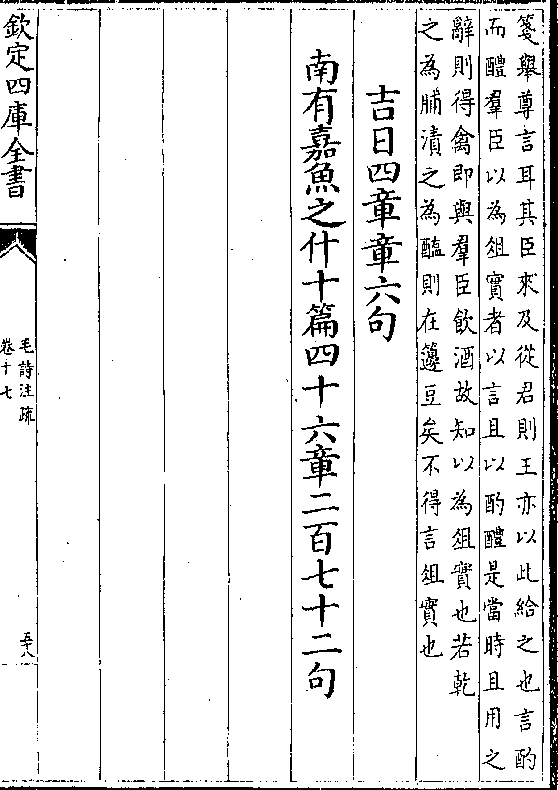 箋舉尊言耳其臣來及從君則王亦以此給之也言酌
而醴羣臣以為俎實者以言且以酌醴是當時且用之
辭則得禽即與羣臣飲酒故知以為俎實也若乾
之為脯漬之為醢則在籩豆矣不得言俎實也
吉日四章章六句
南有嘉魚之什十篇四十六章二百七十二句
欽定四庫全書
毛詩注疏
卷十七
五十八